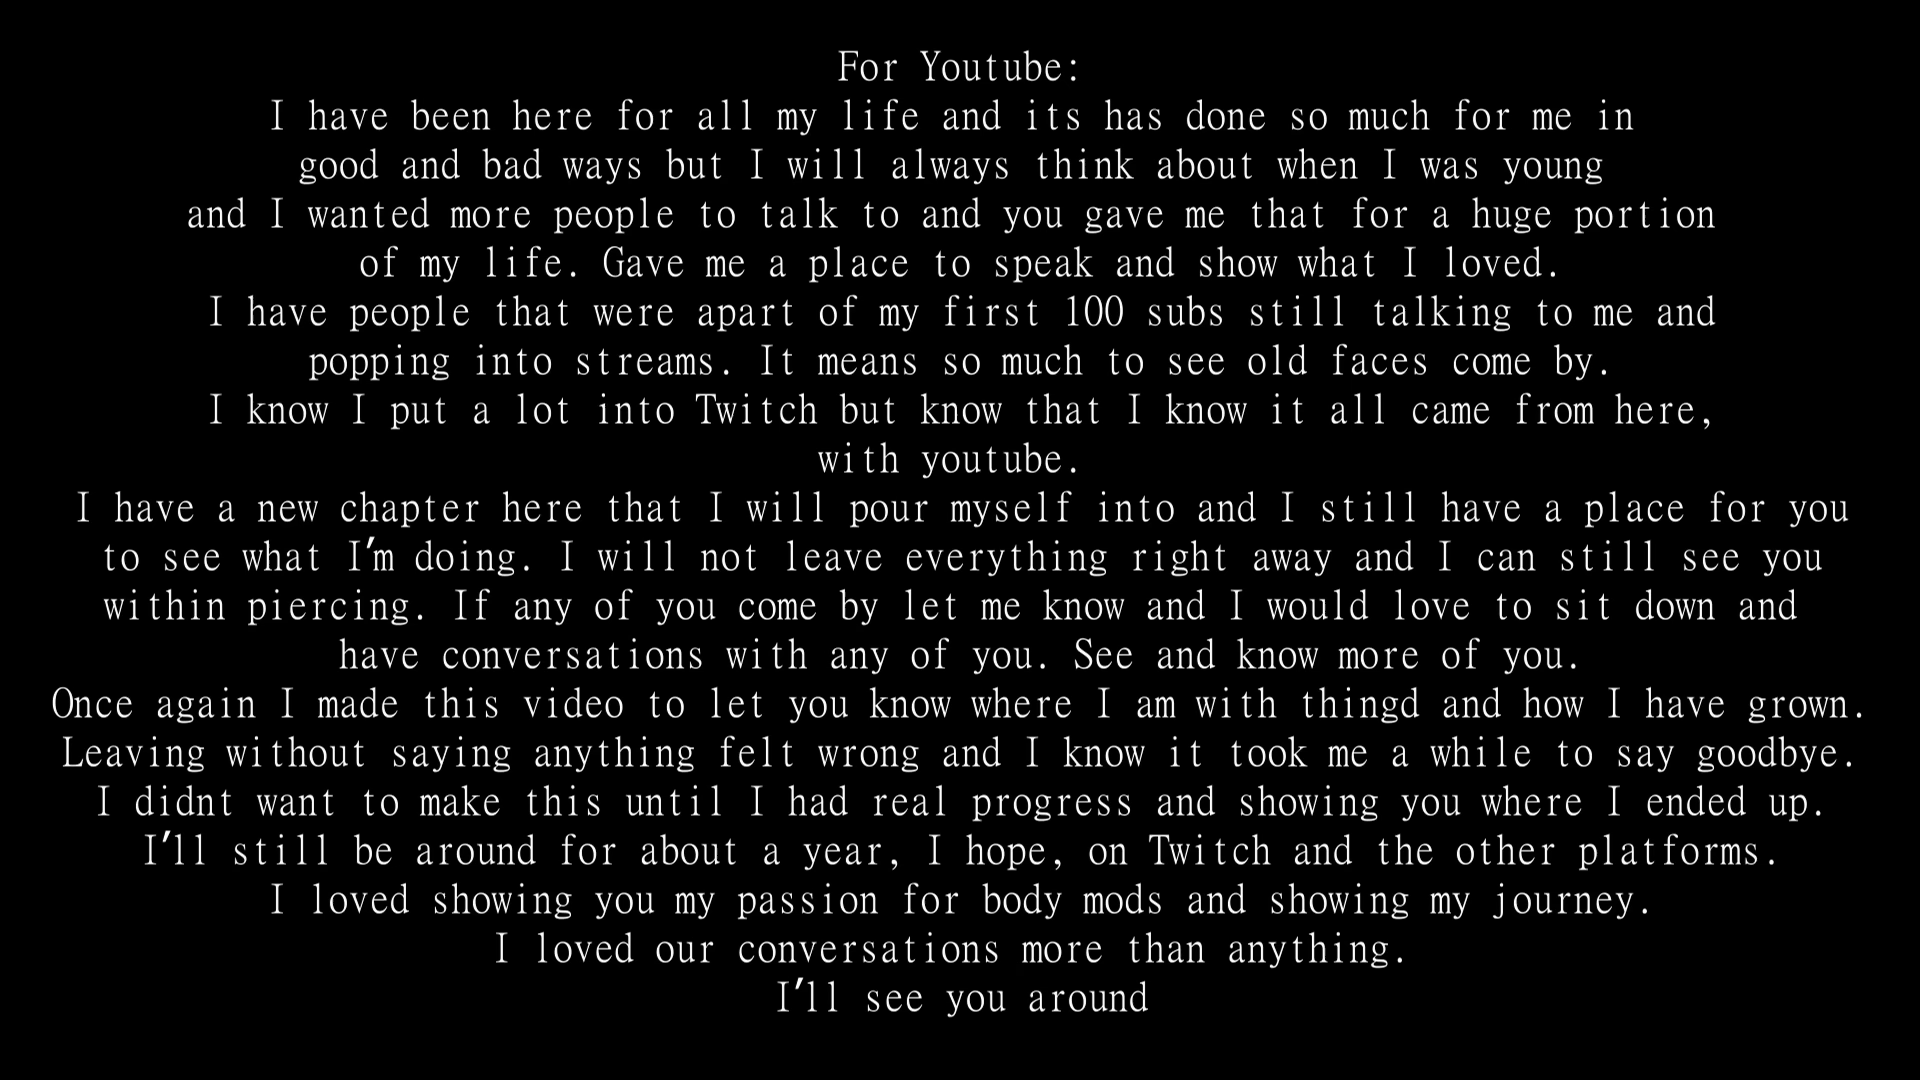 For Youtube:
I have been here for all my life and its has done so much for me in
good and bad ways but I will always think about when I was young
and I wanted more people to talk to and you gave me that for a huge portion
of my life. Gave me a place to speak and show what I loved.
I have people that were apart of my first 100 subs still talking to me and
popping into streams. It means so much to see old faces come by.
I know I put a lot into Twitch but know that I know it all came from here,
with youtube.
I have a new chapter here that I will pour myself into and I still have a place for you
to see what I'm doing. I will not leave everything right away and I can still see you
within piercing. If any of you come by let me know and I would love to sit down and
have conversations with any of you. See and know more of you.
Once again I made this video to let you know where I am with thingd and how I have grown.
Leaving without saying anything felt wrong and I know it took me a while to say goodbye.
I didnt want to make this until I had real progress and showing you where I ended up.
I'll still be around for about a year, I hope, on Twitch and the other platforms.
I loved showing you my passion for body mods and showing my journey.
I loved our conversations more than anything.
I'll see you around